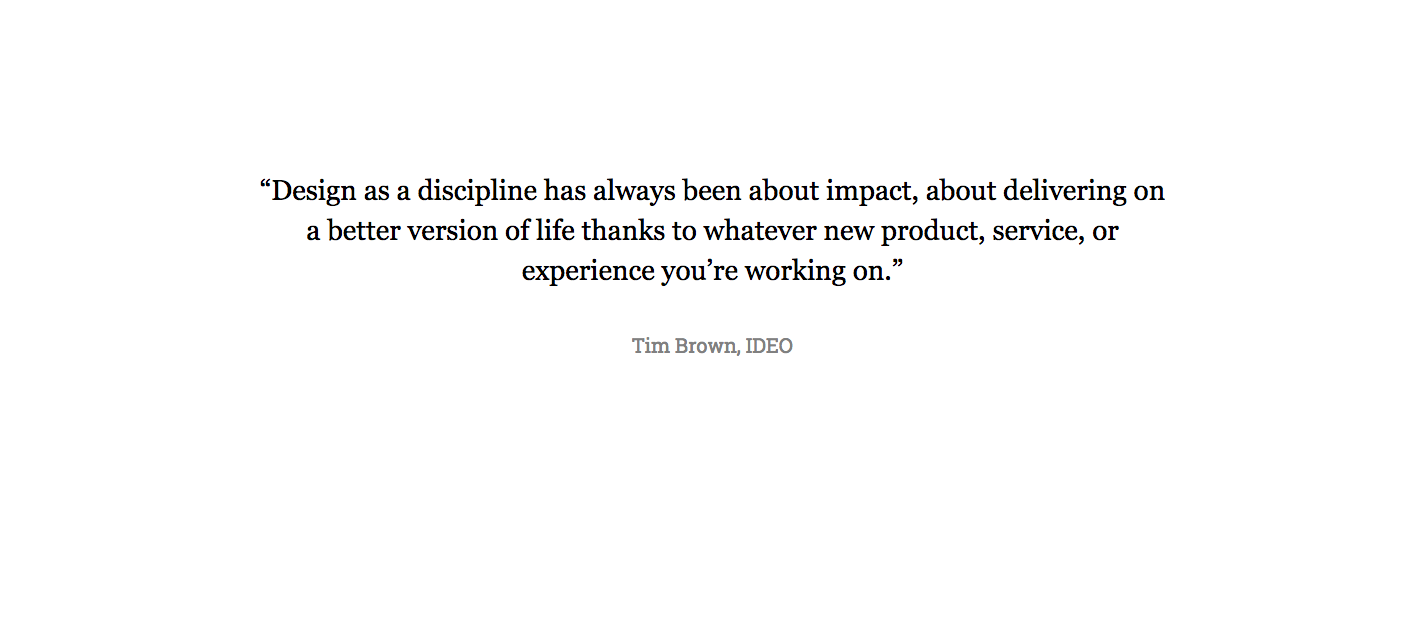 “Design as a discipline has always been about impact, about delivering on
a better version of life thanks to whatever new product, service, or
experience you’re working on.”
Tim Brown, IDEO